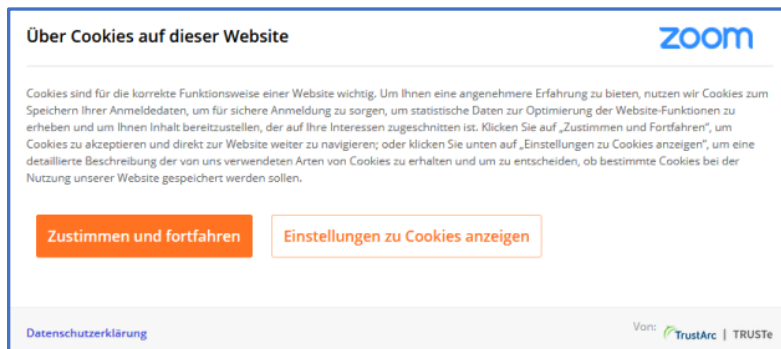 Über Cookies auf dieser Website
zoom
Cookies sind für die korrekte Funktionsweise einer Website wichtig. Um Ihnen eine angenehmere Erfahrung zu bieten, nutzen wir Cookies zum
Speichern Ihrer Anmeldedaten, um für sichere Anmeldung zu sorgen, um statistische Daten zur Optimierung der Website-Funktionen zu
erheben und um Ihnen Inhalt bereitzustellen, der auf Ihre Interessen zugeschnitten ist. Klicken Sie auf „Zustimmen und Fortfahren“, um
Cookies zu akzeptieren und direkt zur Website weiter zu navigieren; oder klicken Sie unten auf „Einstellungen zu Cookies anzeigen“, um eine
detaillierte Beschreibung der von uns verwendeten Arten von Cookies zu erhalten und um zu entscheiden, ob bestimmte Cookies bei der
Nutzung unserer Website gespeichert werden sollen.
Zustimmen und fortfahren
Einstellungen zu Cookies anzeigen
Datenschutzerklärung
Von: TrustArc | TRUSTe